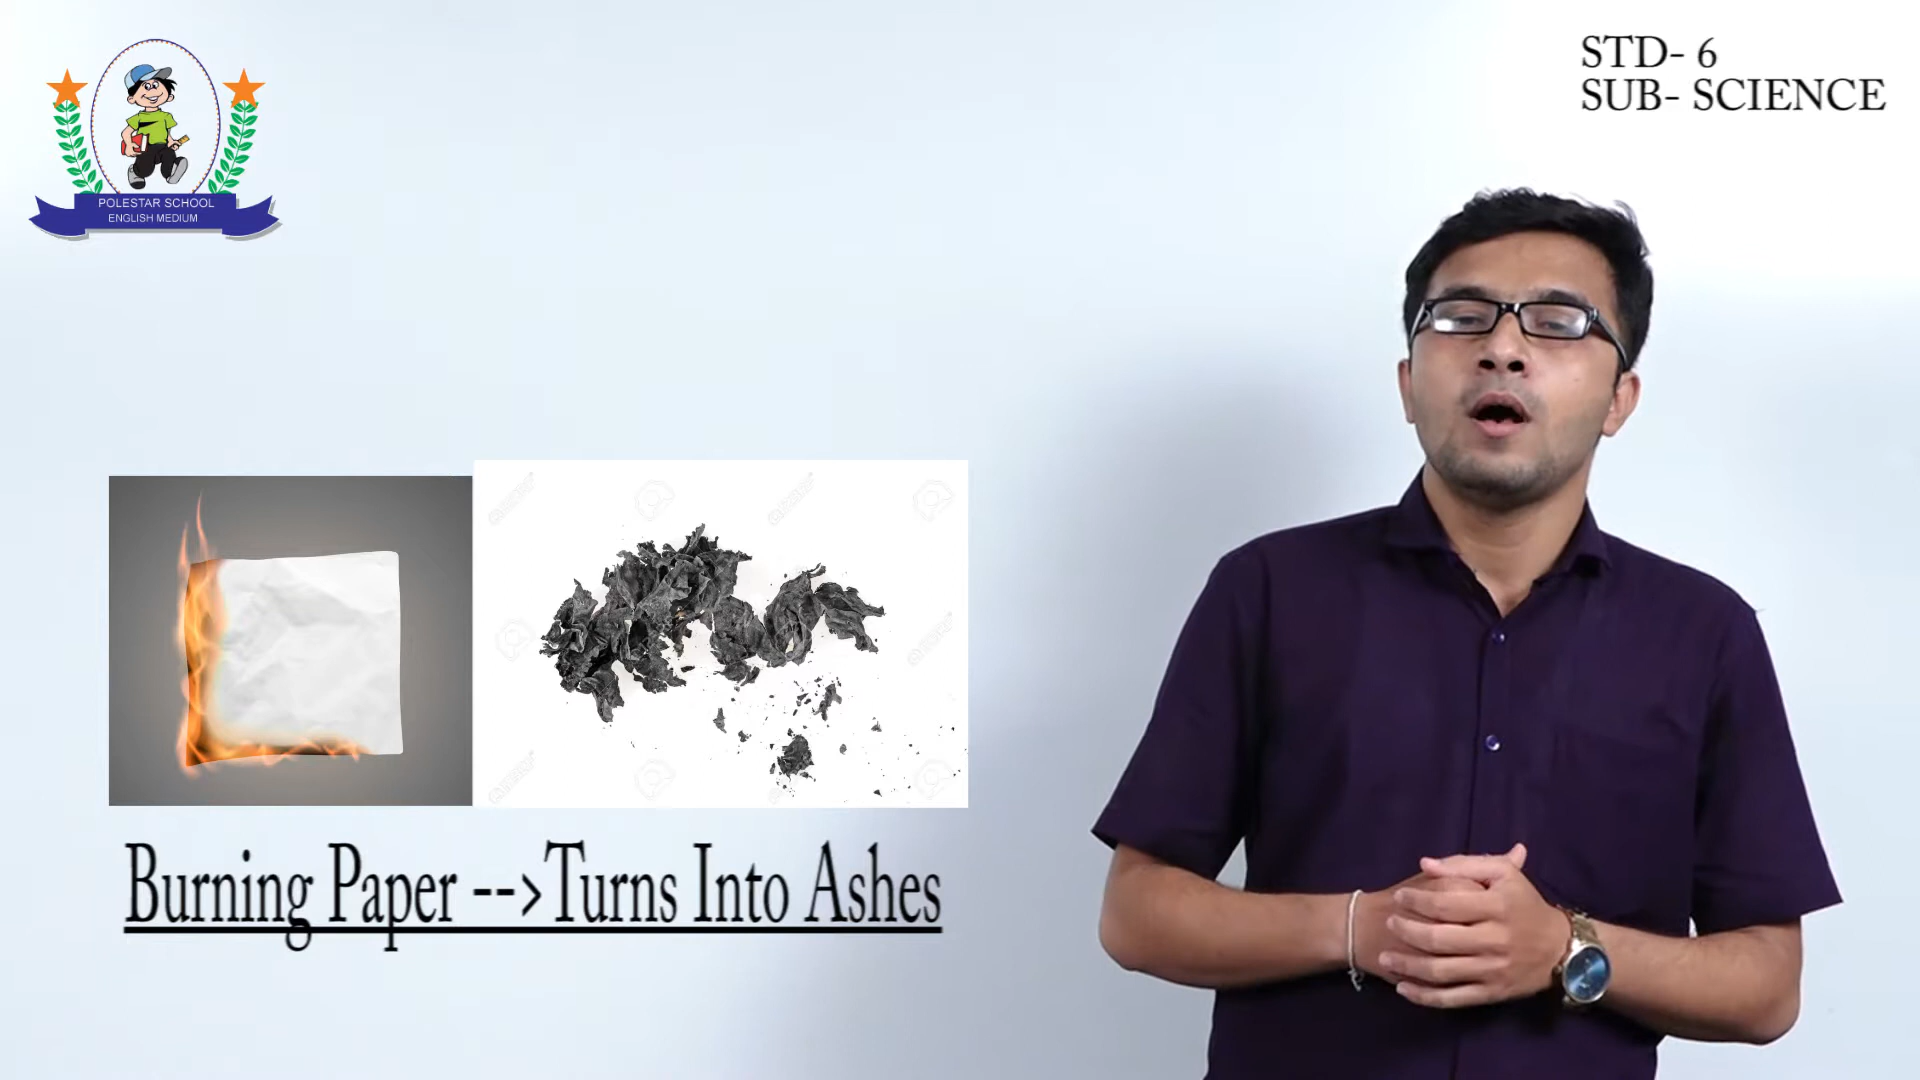 POLESTAR SCHOOL
ENGLISH MEDIUM
STD- 6
SUB- SCIENCE
Burning Paper -->Turns Into Ashes